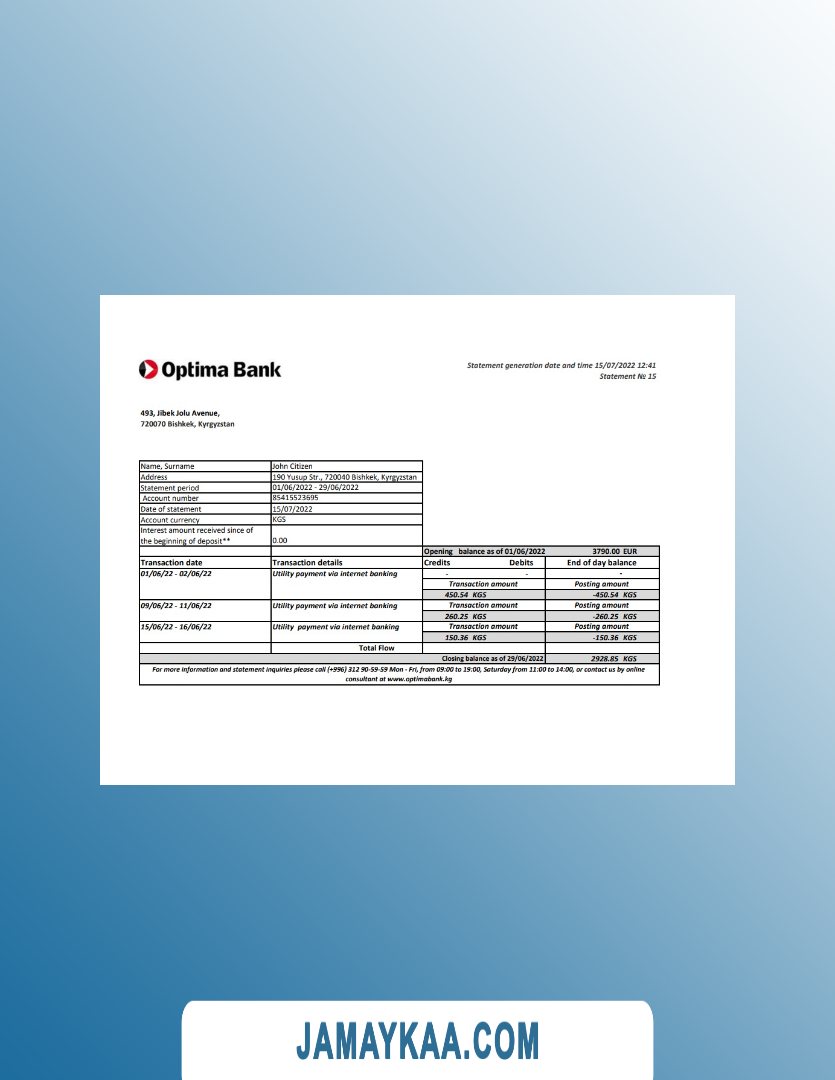 Optima Bank
Statement generation date and time 15/07/2022 12:41
Statement № 15
493, Jibek Jolu Avenue,
720070 Bishkek, Kyrgyzstan
Name, Surname John Citizen
Address 190 Yusup Str., 720040 Bishkek, Kyrgyzstan
Statement period 01/06/2022 - 29/06/2022
Account number 85415523695
Date of statement 15/07/2022
Account currency KGS
Interest amount received since of
the beginning of deposit** 0.00
Opening balance as of 01/06/2022 3790.00 EUR
Transaction date Transaction details Credits Debits End of day balance
01/06/22 - 02/06/22 Utility payment via internet banking - - -
Transaction amount Posting amount
450.54 KGS -450.54 KGS
09/06/22 - 11/06/22 Utility payment via internet banking Transaction amount Posting amount
260.25 KGS -260.25 KGS
15/06/22 - 16/06/22 Utility payment via internet banking Transaction amount Posting amount
150.36 KGS -150.36 KGS
Total Flow
Closing balance as of 29/06/2022 2928.85 KGS
For more information and statement inquiries please call (+996) 312 90-59-59 Mon - Fri, from 09:00 to 19:00, Saturday from 11:00 to 14:00, or contact us by online
consultant at www.optimabank.kg
JAMAYKAA.COM